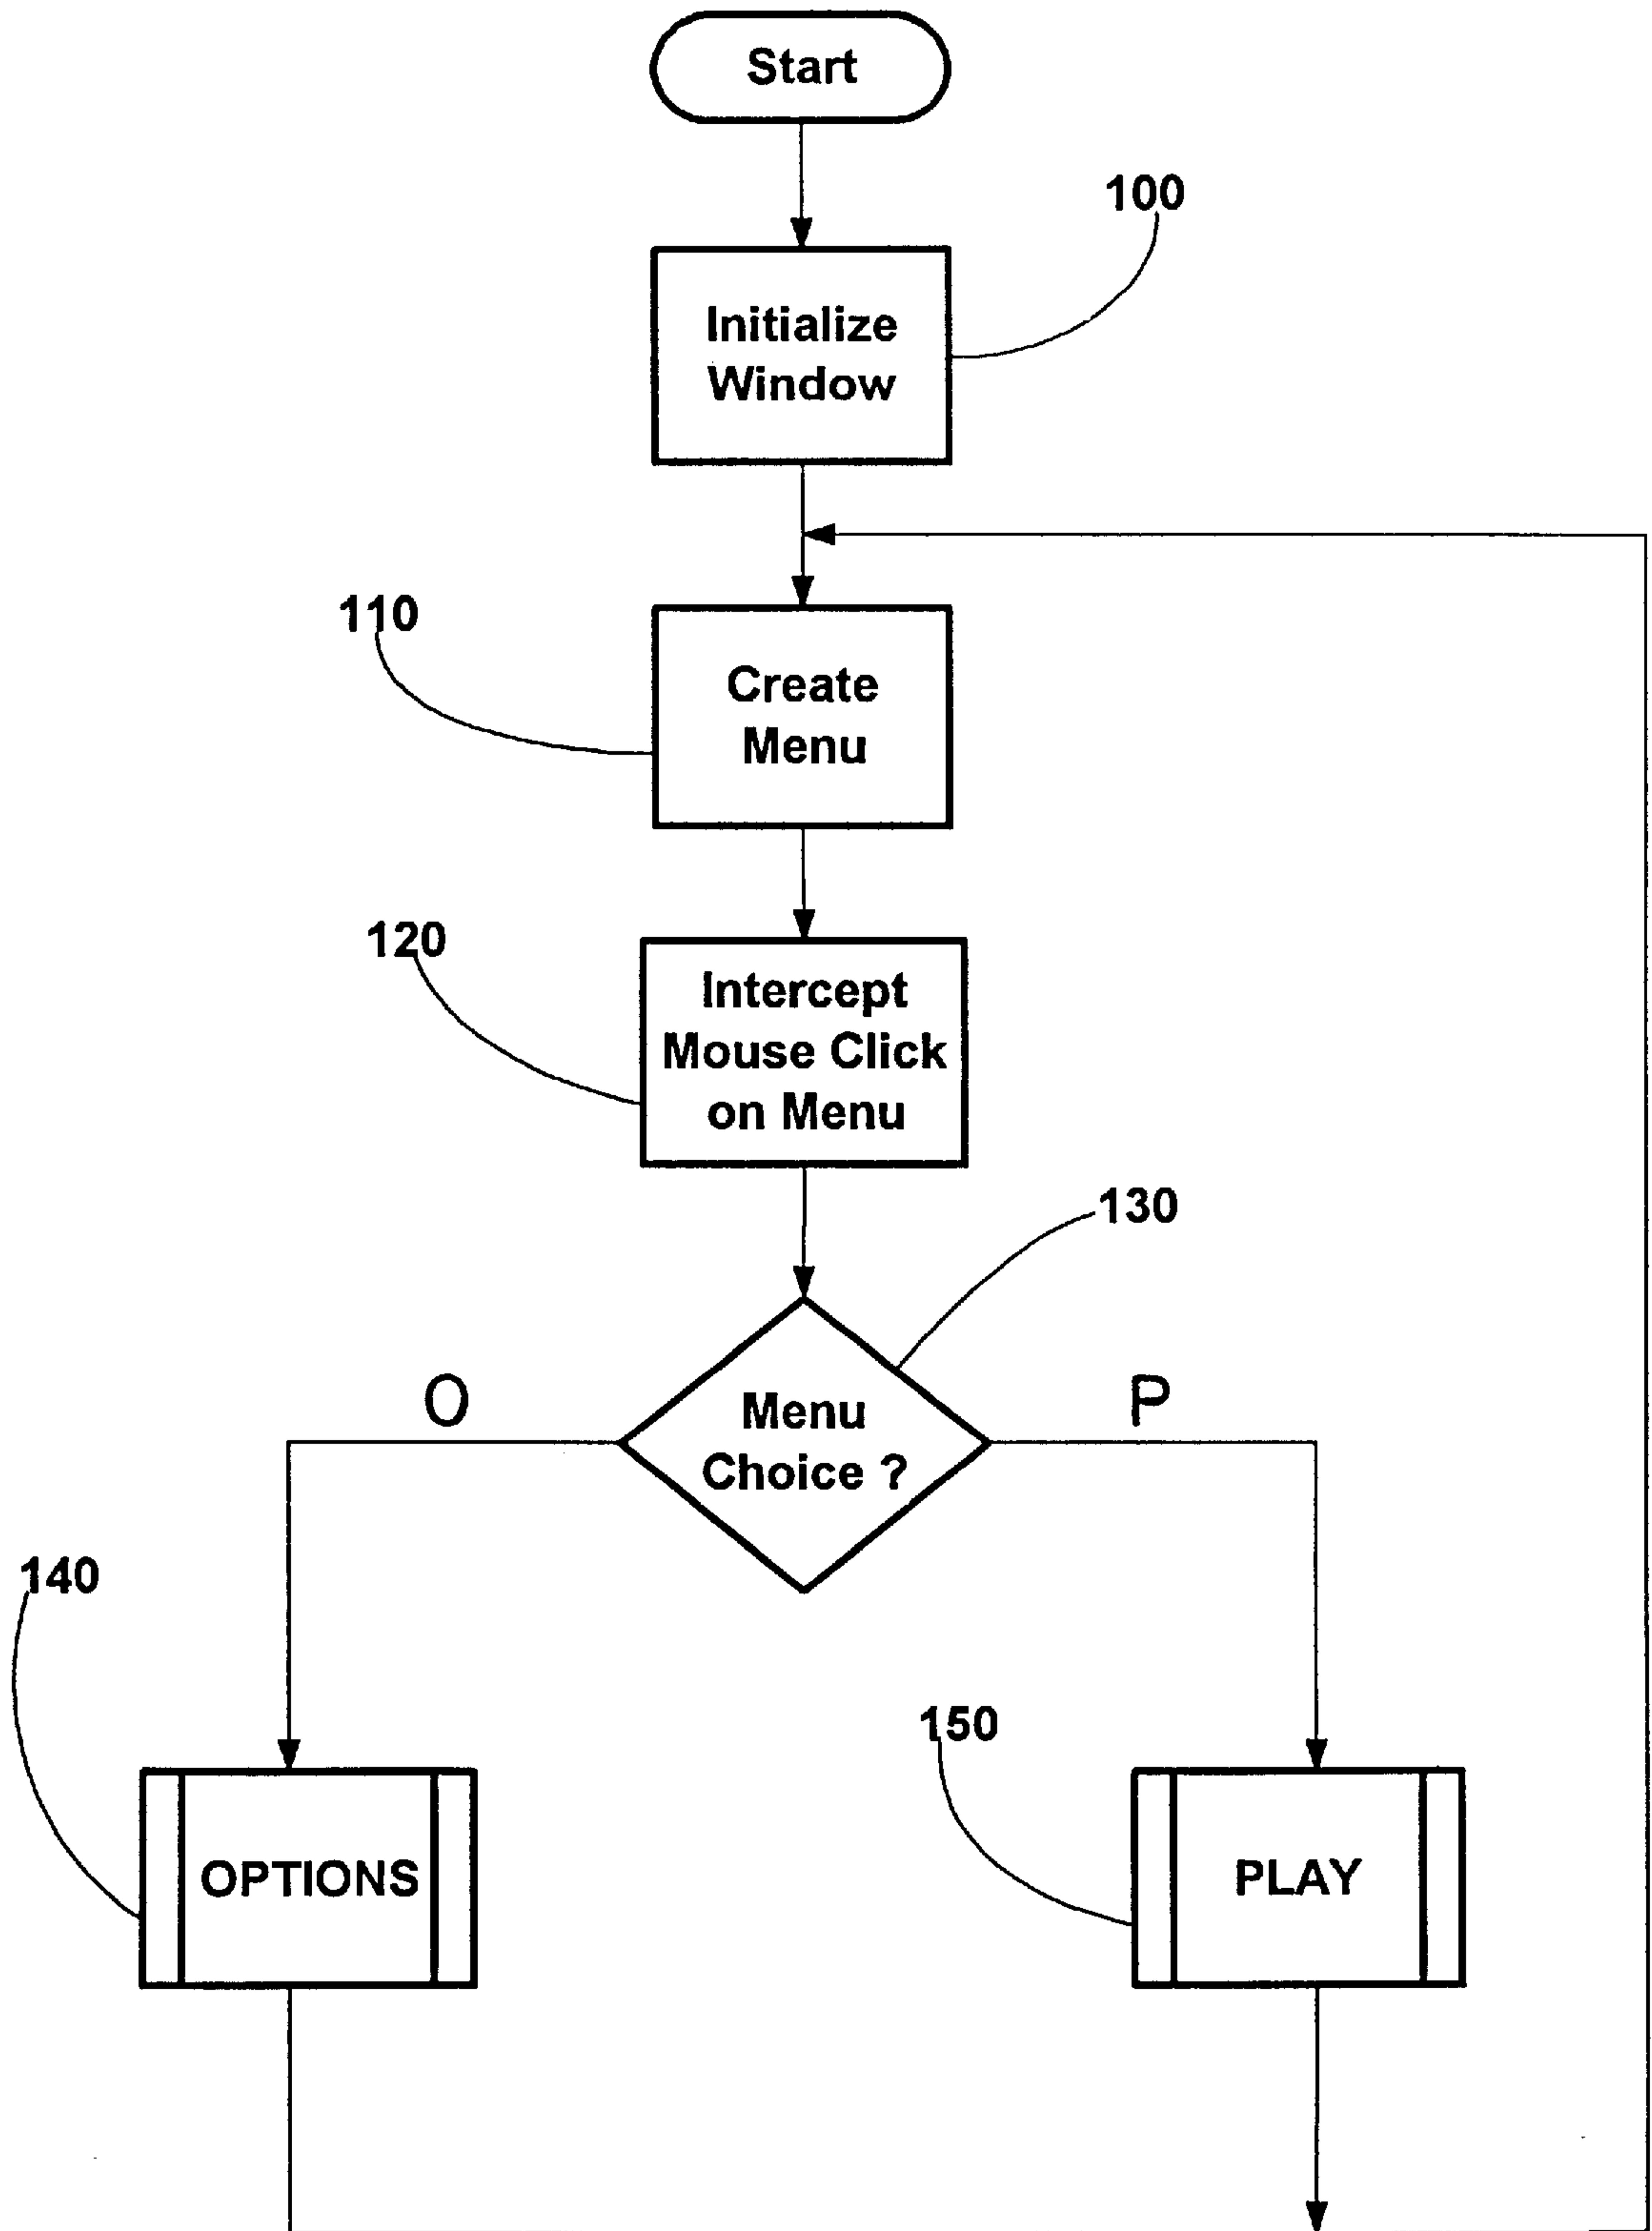 Start
100
Initialize
Window
110
Create
Menu
120
Intercept
Mouse Click
on Menu
130
O
Menu
Choice ?
P
140
150
OPTIONS
PLAY